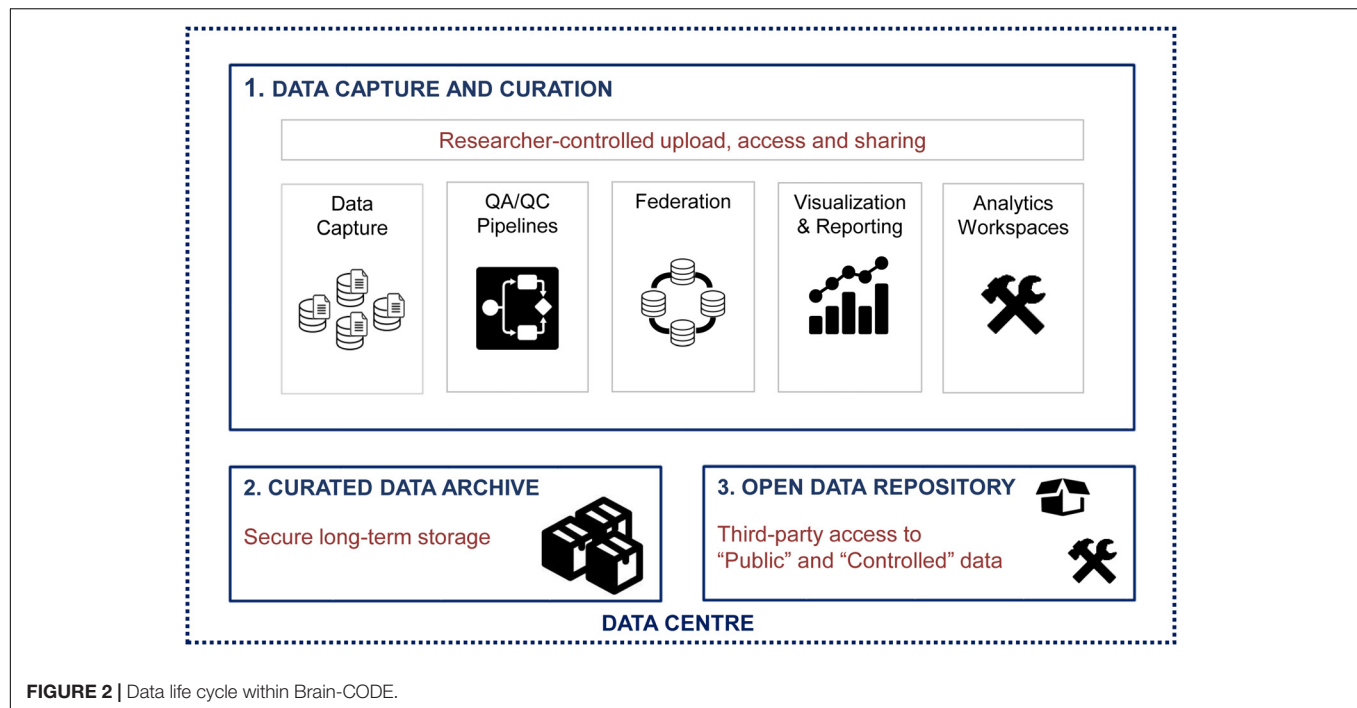 1. DATA CAPTURE AND CURATION
Researcher-controlled upload, access and sharing
Data
Capture
QA/QC
Pipelines
Federation
Visualization
& Reporting
Analytics
Workspaces
2. CURATED DATA ARCHIVE
Secure long-term storage
3. OPEN DATA REPOSITORY
Third-party access to
“Public” and “Controlled” data
DATA CENTRE
FIGURE 2 | Data life cycle within Brain-CODE.